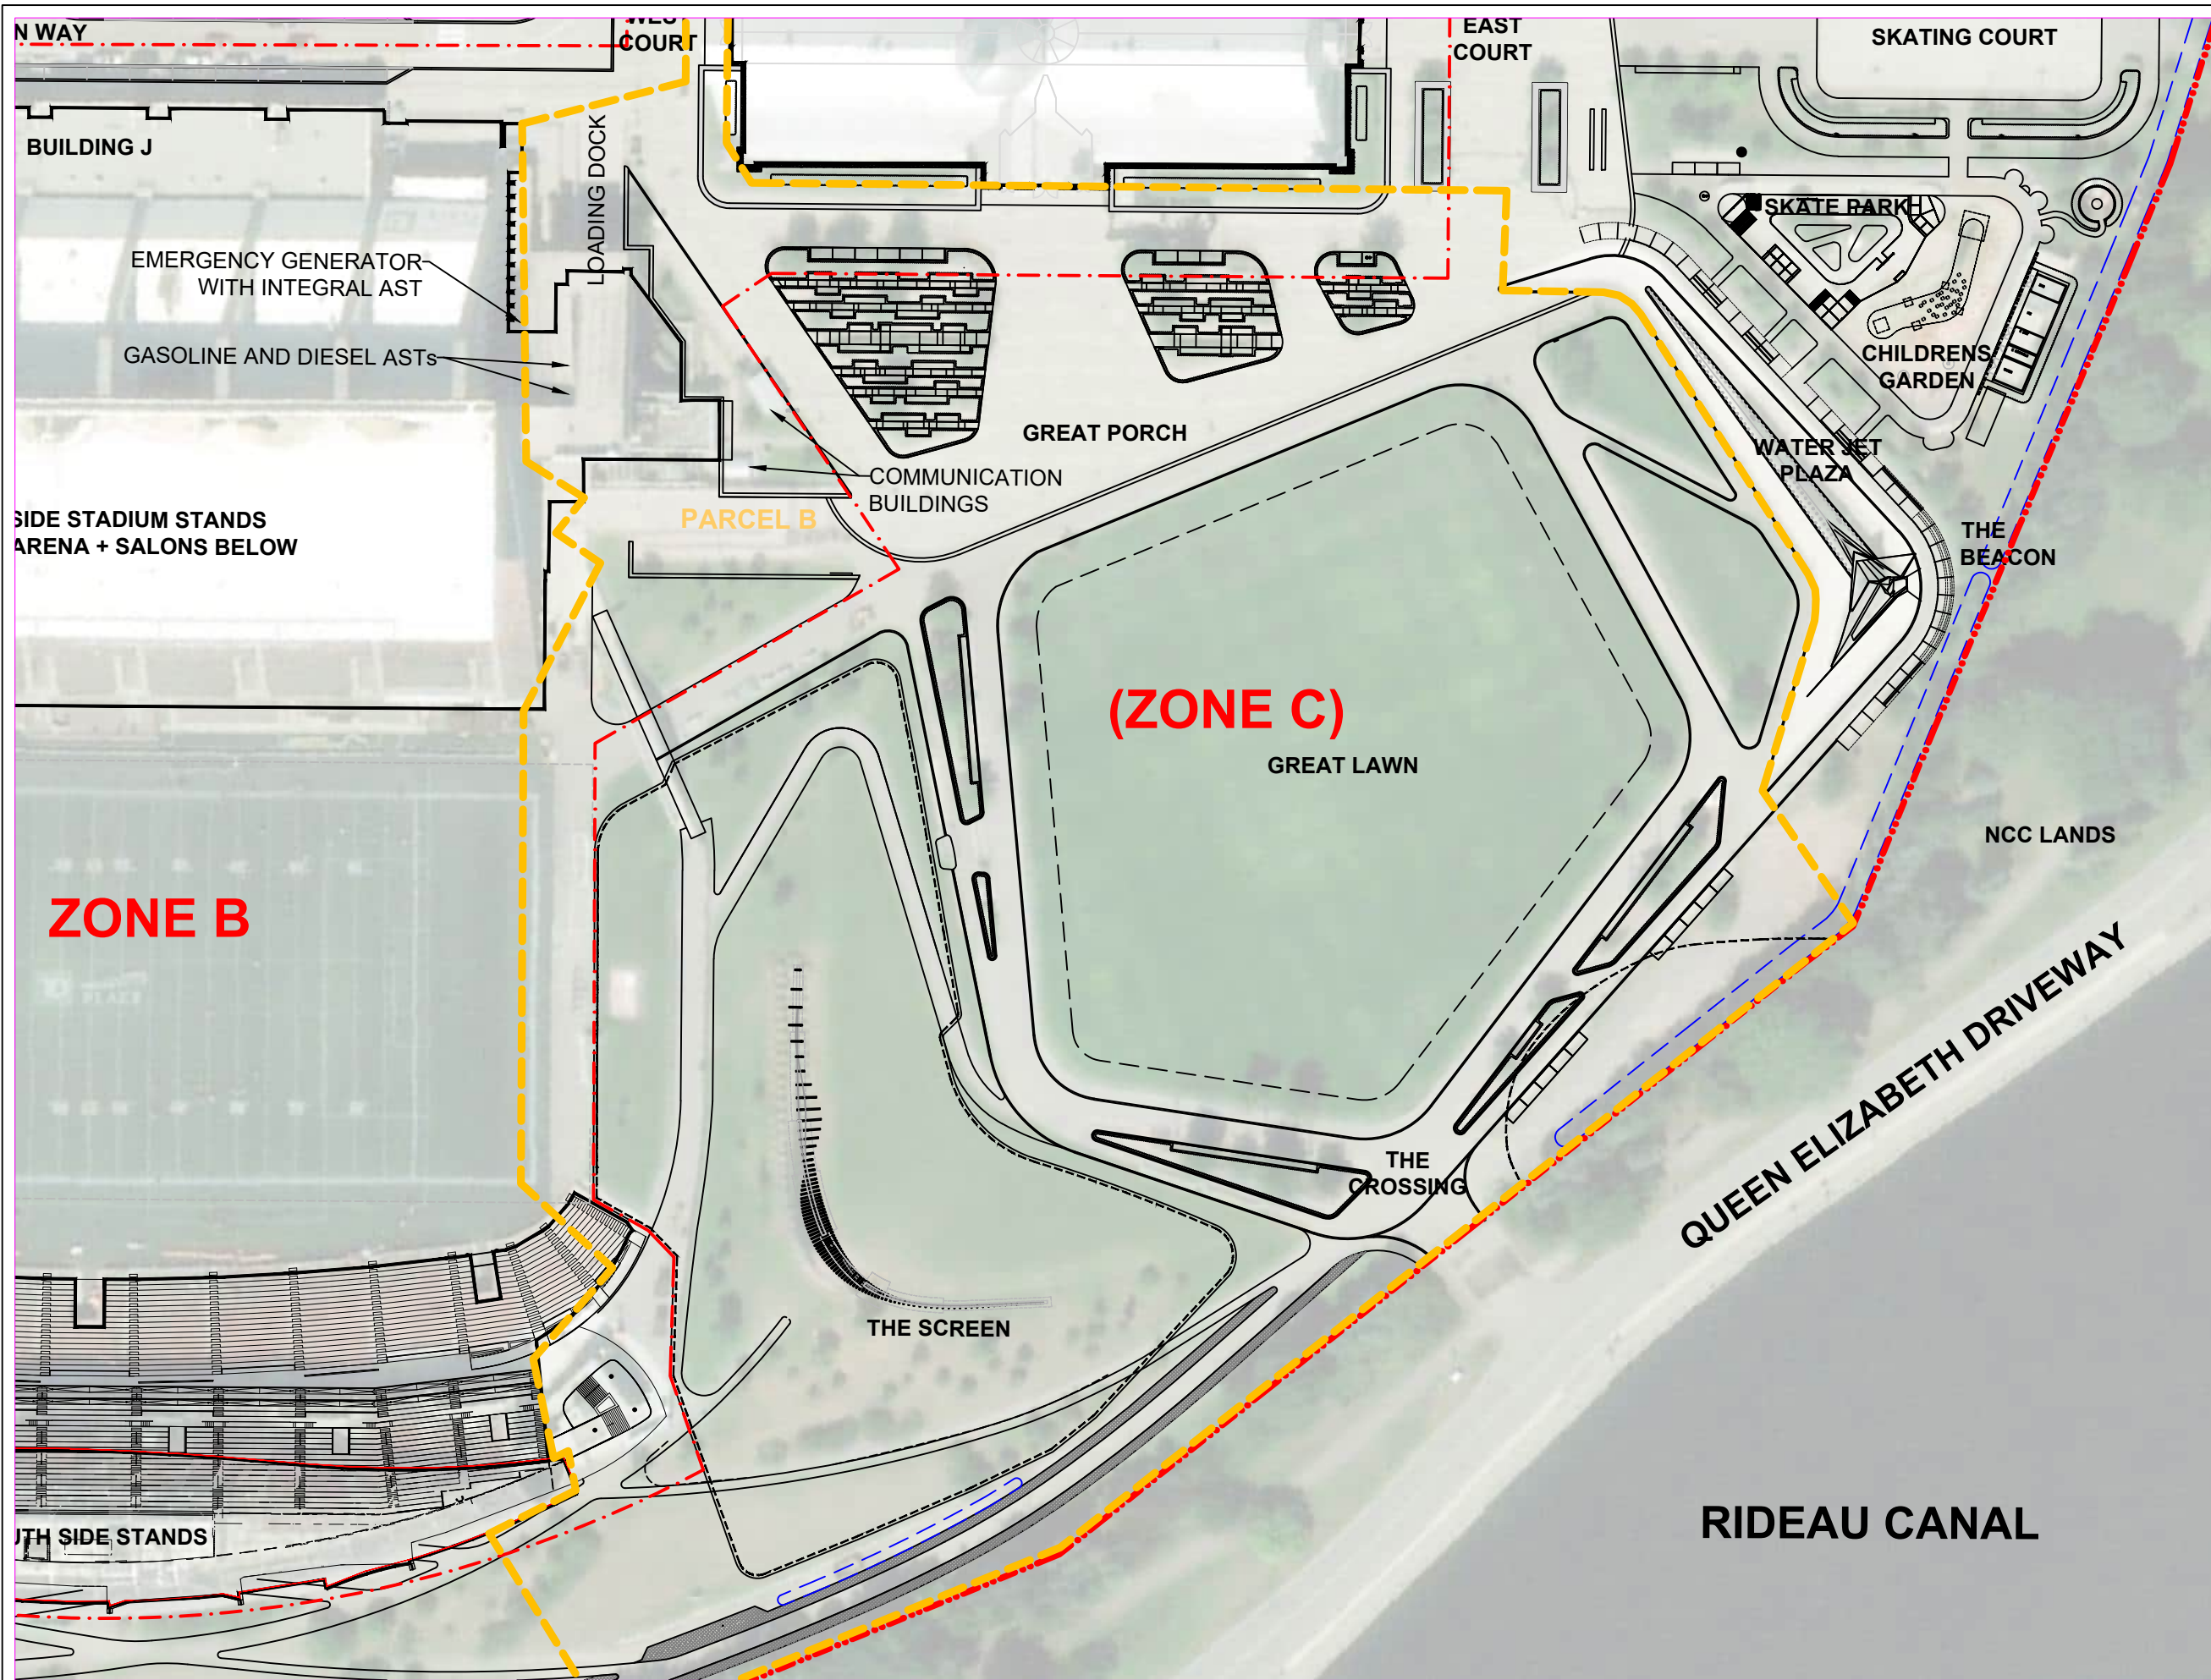 N WAY
WEST
COURT
EAST
COURT
SKATING COURT
BUILDING J
LOADING DOCK
SKATE PARK
EMERGENCY GENERATOR
WITH INTEGRAL AST
GASOLINE AND DIESEL ASTs
CHILDRENS
GARDEN
GREAT PORCH
WATER JET
PLAZA
COMMUNICATION
BUILDINGS
PARCEL B
SIDE STADIUM STANDS
ARENA + SALONS BELOW
THE
BEACON
(ZONE C)
GREAT LAWN
NCC LANDS
ZONE B
PLACE
QUEEN ELIZABETH DRIVEWAY
THE
CROSSING
THE SCREEN
RIDEAU CANAL
UTH SIDE STANDS